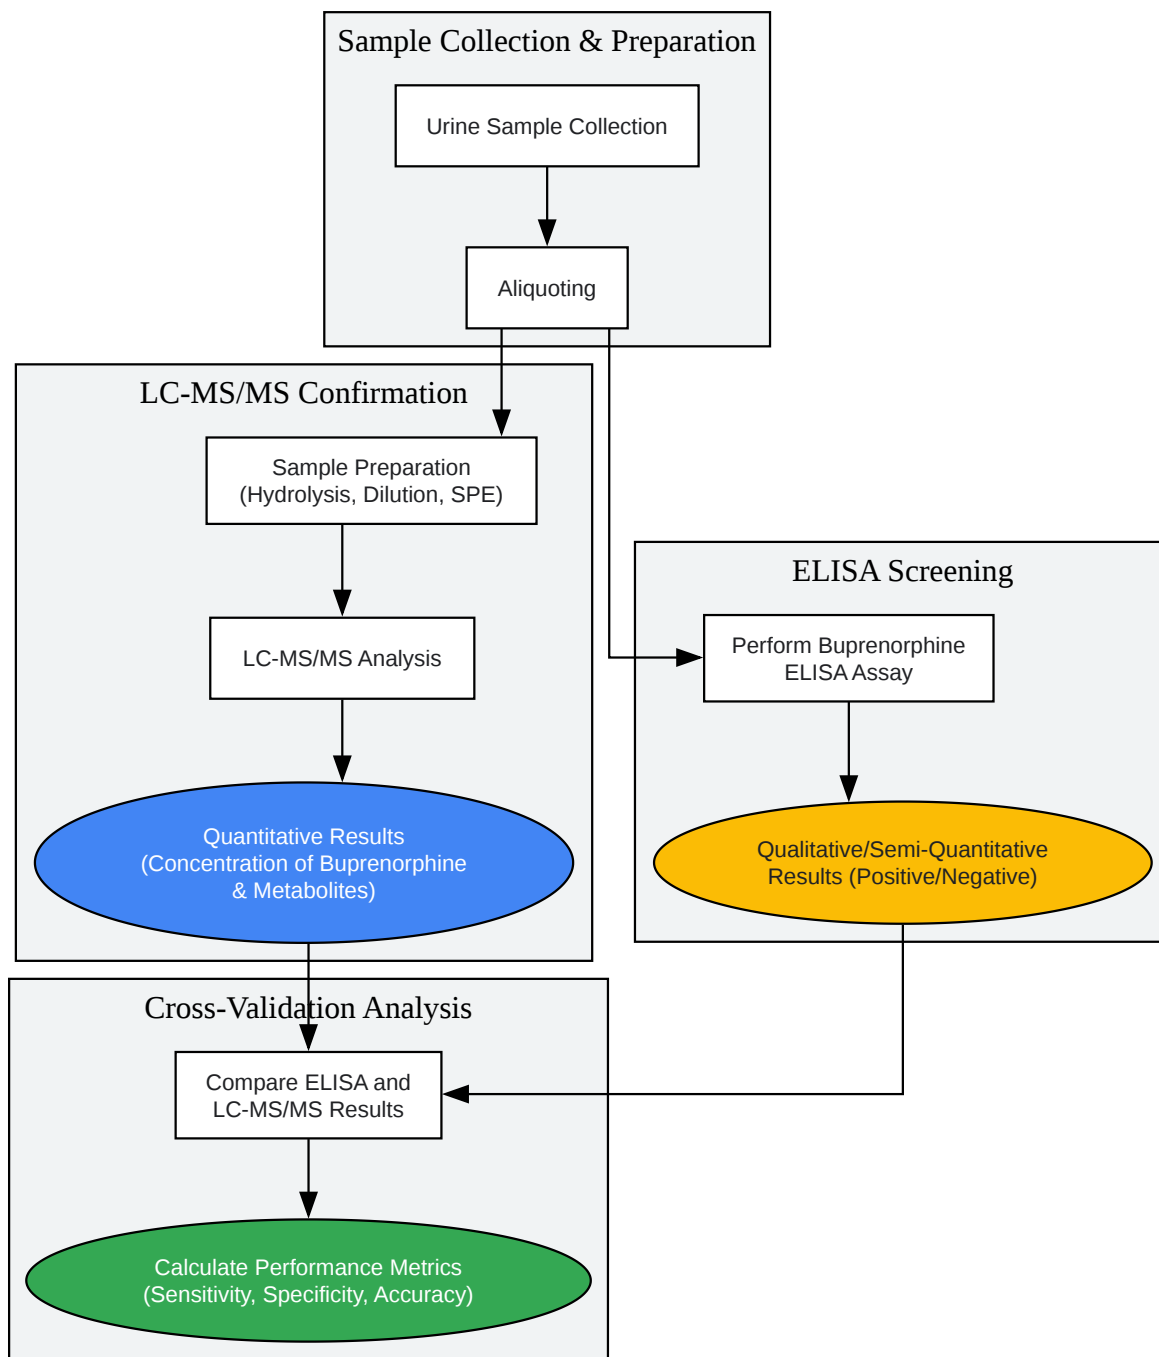 Sample Collection & Preparation
Urine Sample Collection
Aliquoting
LC-MS/MS Confirmation
Sample Preparation
(Hydrolysis, Dilution, SPE)
LC-MS/MS Analysis
Quantitative Results
(Concentration of Buprenorphine
& Metabolites)
ELISA Screening
Perform Buprenorphine
ELISA Assay
Qualitative/Semi-Quantitative
Results (Positive/Negative)
Cross-Validation Analysis
Compare ELISA and
LC-MS/MS Results
Calculate Performance Metrics
(Sensitivity, Specificity, Accuracy)